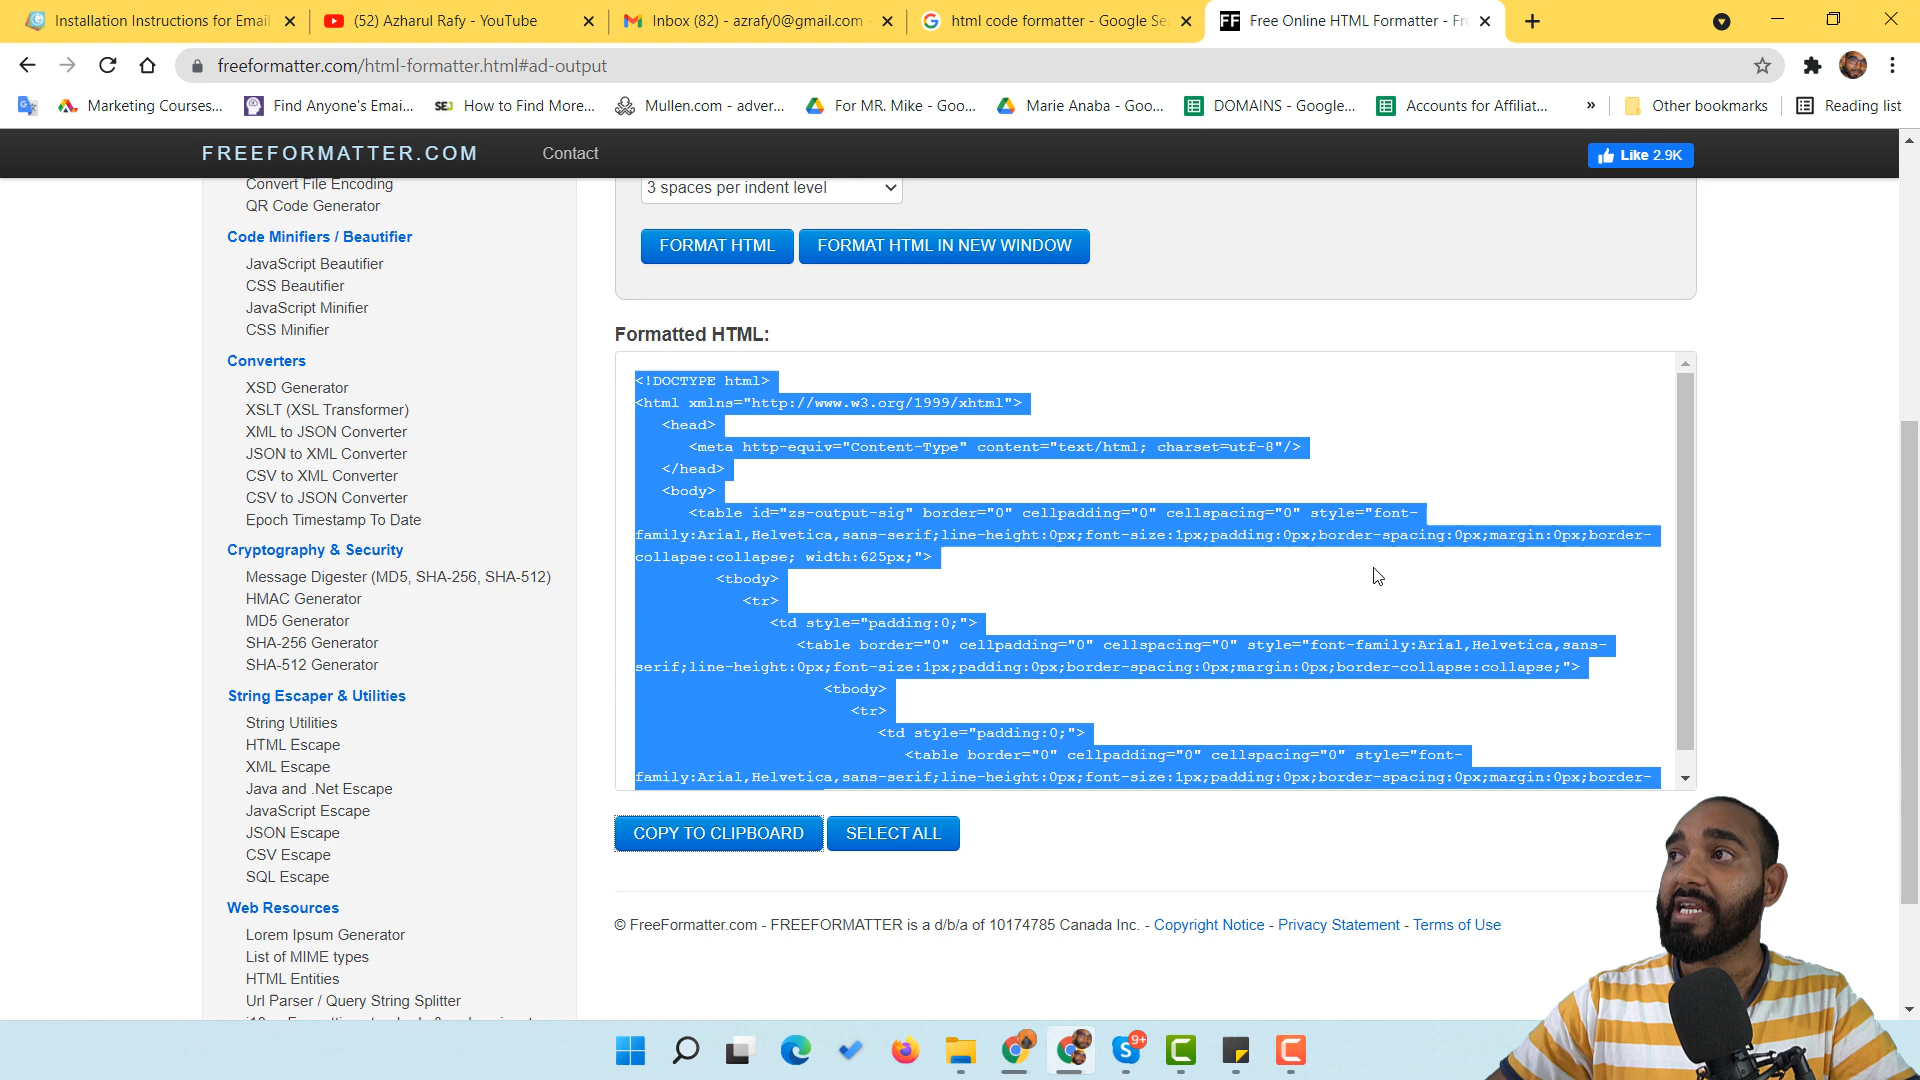 Installation Instructions for Email
(52) Azharul Rafy - YouTube
Inbox (82) - azrafy0@gmail.com
html code formatter - Google Se
Free Online HTML Formatter - Fre
freeformatter.com/html-formatter.html#ad-output
Marketing Courses...
Find Anyone's Emai...
SEJ How to Find More...
Mullen.com - adver...
For MR. Mike - Goo...
Marie Anaba - Goo...
DOMAINS - Google...
Accounts for Affiliat...
»
Other bookmarks
Reading list
FREEFORMATTER.COM
Contact
Like 2.9K
Convert File Encoding
QR Code Generator
Code Minifiers / Beautifier
JavaScript Beautifier
CSS Beautifier
JavaScript Minifier
CSS Minifier
Converters
XSD Generator
XSLT (XSL Transformer)
XML to JSON Converter
JSON to XML Converter
CSV to XML Converter
CSV to JSON Converter
Epoch Timestamp To Date
Cryptography & Security
Message Digester (MD5, SHA-256, SHA-512)
HMAC Generator
MD5 Generator
SHA-256 Generator
SHA-512 Generator
String Escaper & Utilities
String Utilities
HTML Escape
XML Escape
Java and .Net Escape
JavaScript Escape
JSON Escape
CSV Escape
SQL Escape
Web Resources
Lorem Ipsum Generator
List of MIME types
HTML Entities
Url Parser / Query String Splitter
3 spaces per indent level
FORMAT HTML
FORMAT HTML IN NEW WINDOW
Formatted HTML:
<!DOCTYPE html>
<html xmlns="http://www.w3.org/1999/xhtml">
<head>
<meta http-equiv="Content-Type" content="text/html; charset=utf-8"/>
</head>
<body>
<table id="zs-output-sig" border="0" cellpadding="0" cellspacing="0" style="font-
family:Arial,Helvetica,sans-serif;line-height:0px;font-size:1px;padding:0px;border-spacing:0px;margin:0px;border-
collapse:collapse; width:625px;">
<tbody>
<tr>
<td style="padding:0;">
<table border="0" cellpadding="0" cellspacing="0" style="font-family:Arial,Helvetica,sans-
serif;line-height:0px;font-size:1px;padding:0px;border-spacing:0px;margin:0px;border-collapse:collapse;">
<tbody>
<tr>
<td style="padding:0;">
<table border="0" cellpadding="0" cellspacing="0" style="font-
family:Arial,Helvetica,sans-serif;line-height:0px;font-size:1px;padding:0px;border-spacing:0px;margin:0px;border-
COPY TO CLIPBOARD
SELECT ALL
© FreeFormatter.com - FREEFORMATTER is a d/b/a of 10174785 Canada Inc. - Copyright Notice - Privacy Statement - Terms of Use
9+